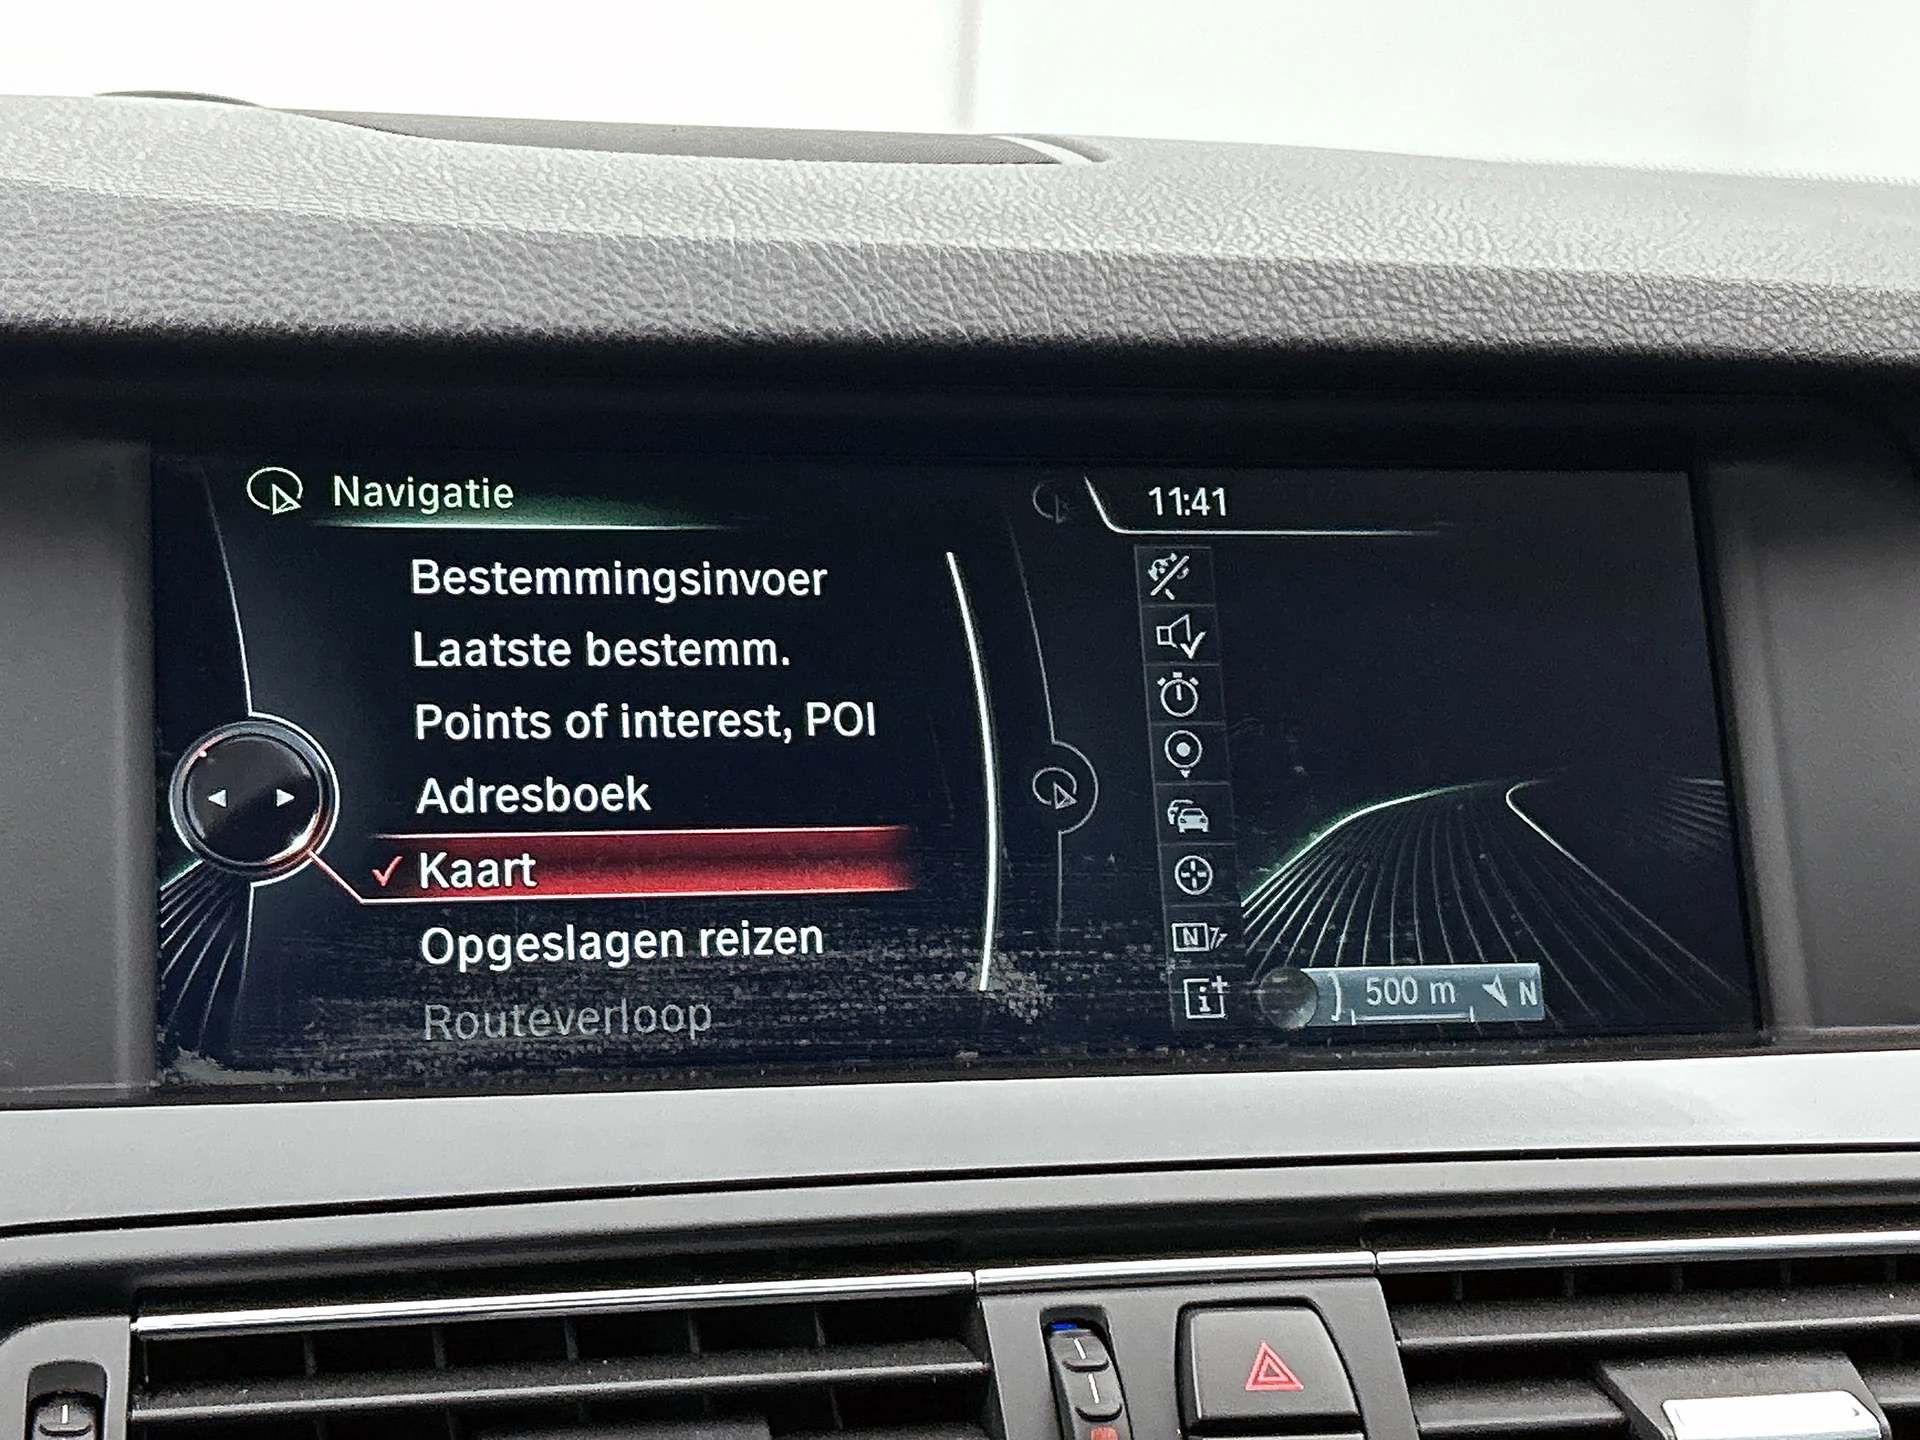 Navigatie
11:41
Bestemmingsinvoer
Laatste bestemm.
Points of interest, POI
Adresboek
Kaart
Opgeslagen reizen
Routeverloop
N
i+
500 m
N